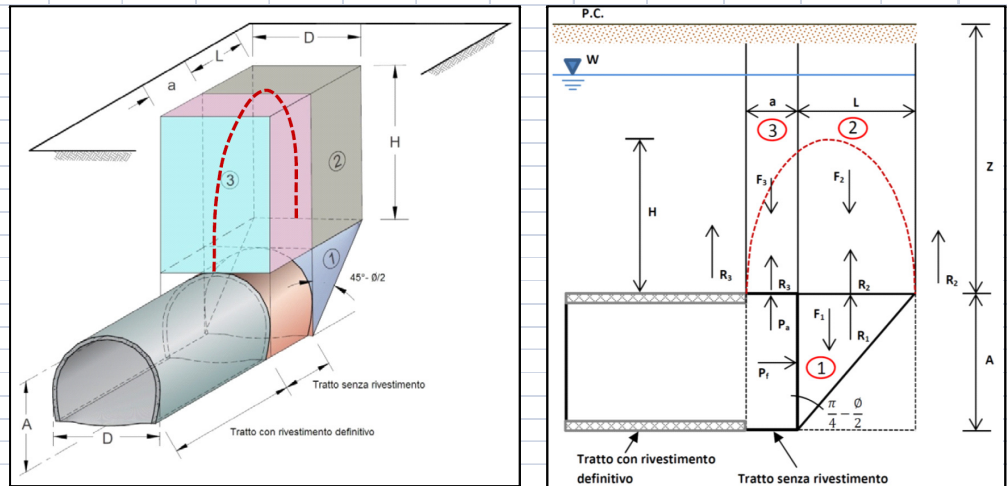 D
L
a
H
②
③
①
45°- Ø/2
Tratto senza rivestimento
Tratto con rivestimento definitivo
A
D
P.C.
W
a
L
3
2
Z
F3
F2
H
R3
R3
R2
R2
Pa
F1
R1
A
Pf
1
π/4 − Ø/2
Tratto con rivestimento
definitivo
Tratto senza rivestimento